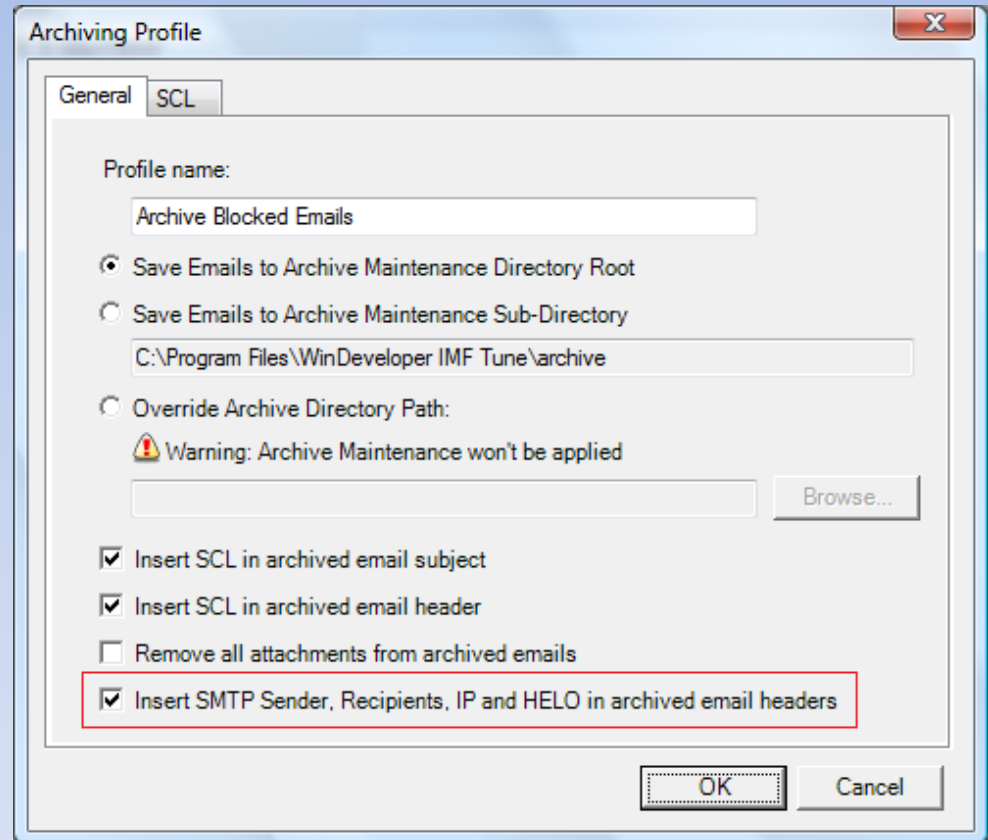 Archiving Profile
General
SCL
Profile name:
Archive Blocked Emails
Save Emails to Archive Maintenance Directory Root
Save Emails to Archive Maintenance Sub-Directory
C:\Program Files\WinDeveloper IMF Tune\archive
Override Archive Directory Path:
Warning: Archive Maintenance won't be applied
Browse...
Insert SCL in archived email subject
Insert SCL in archived email header
Remove all attachments from archived emails
Insert SMTP Sender, Recipients, IP and HELO in archived email headers
OK
Cancel